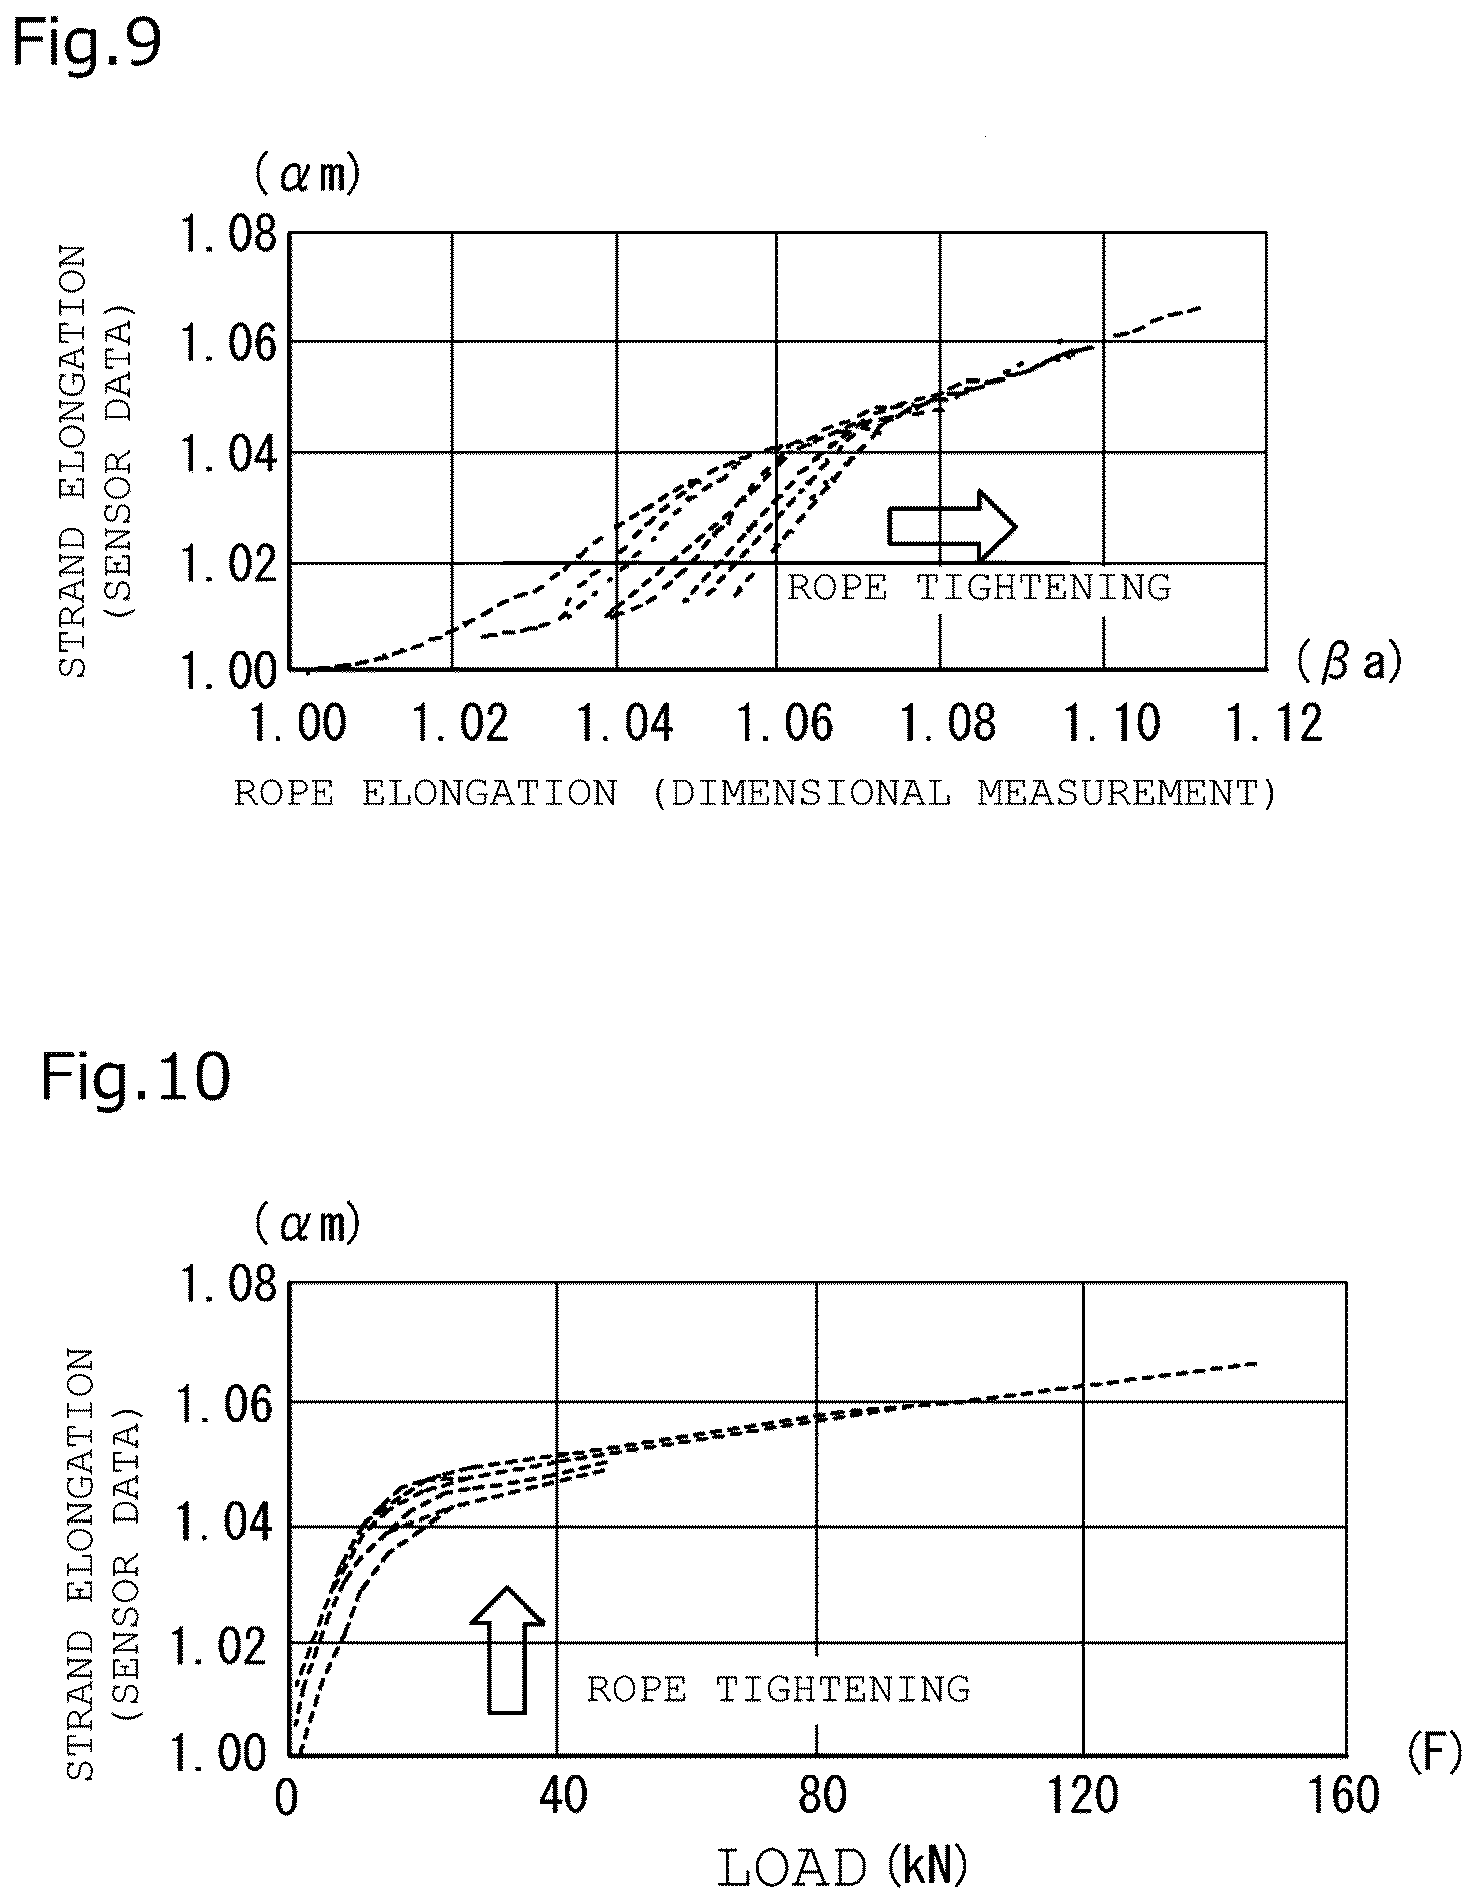 Fig.9
(αm)
STRAND ELONGATION
(SENSOR DATA)
1.08
1.06
1.04
1.02
1.00
ROPE TIGHTENING
(βa)
1.00 1.02 1.04 1.06 1.08 1.10 1.12
ROPE ELONGATION (DIMENSIONAL MEASUREMENT)
Fig.10
(αm)
STRAND ELONGATION
(SENSOR DATA)
1.08
1.06
1.04
1.02
1.00
ROPE TIGHTENING
(F)
0 40 80 120 160
LOAD (kN)